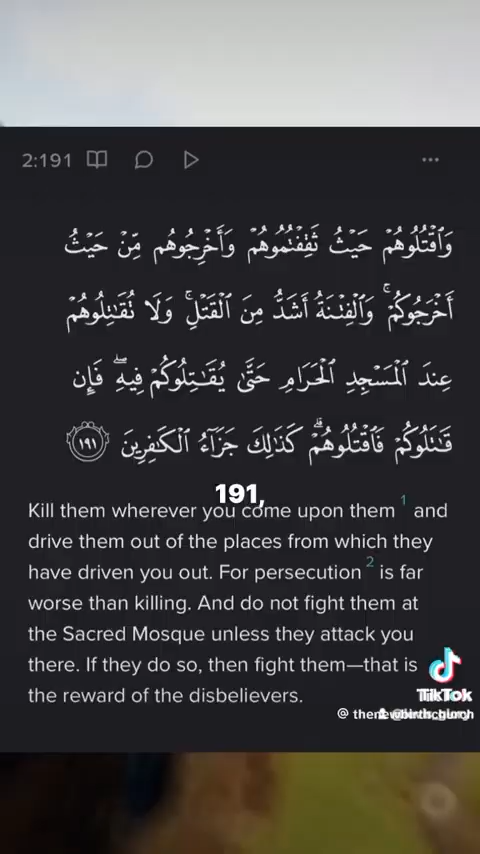 2:191
وَٱقْتُلُوهُمْ حَيْثُ ثَقِفْتُمُوهُمْ وَأَخْرِجُوهُم مِّنْ حَيْثُ
أَخْرَجُوكُمْ ۚ وَٱلْفِتْنَةُ أَشَدُّ مِنَ ٱلْقَتْلِ ۚ وَلَا تُقَـٰتِلُوهُمْ
عِندَ ٱلْمَسْجِدِ ٱلْحَرَامِ حَتَّىٰ يُقَـٰتِلُوكُمْ فِيهِ ۖ فَإِن
قَـٰتَلُوكُمْ فَٱقْتُلُوهُمْ ۗ كَذَٰلِكَ جَزَآءُ ٱلْكَـٰفِرِينَ ١٩١
191,
Kill them wherever you come upon them 1 and
drive them out of the places from which they
have driven you out. For persecution 2 is far
worse than killing. And do not fight them at
the Sacred Mosque unless they attack you
there. If they do so, then fight them—that is
the reward of the disbelievers.
TikTok